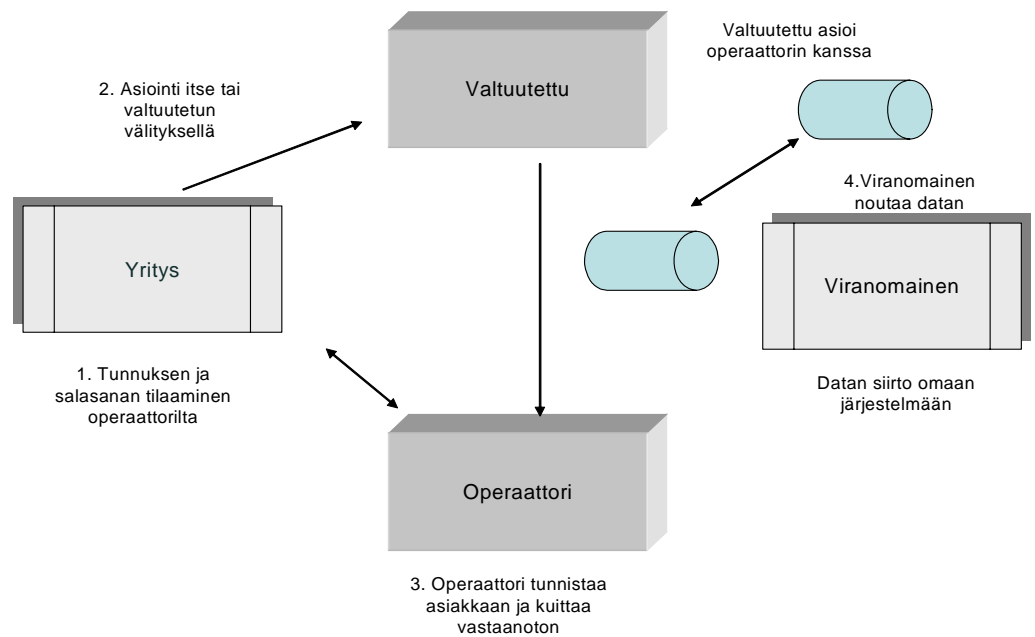 Valtuutettu asioi
operaattorin kanssa
Valtuutettu
2. Asiointi itse tai
valtuutetun
välityksellä
4.Viranomainen
noutaa datan
Yritys
Viranomainen
1. Tunnuksen ja
salasanan tilaaminen
operaattorilta
Datan siirto omaan
järjestelmään
Operaattori
3. Operaattori tunnistaa
asiakkaan ja kuittaa
vastaanoton